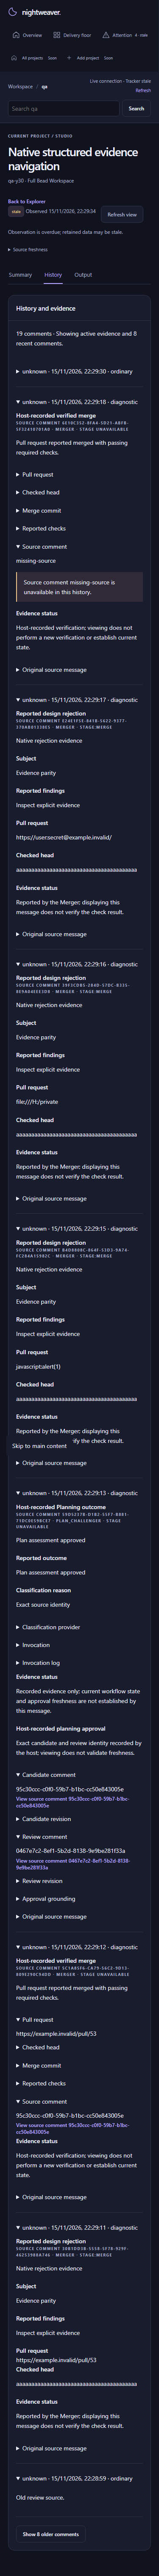 nightweaver.
Overview
Delivery floor
Attention
All projects Soon
Add project Soon
Workspace / qa
Live connection · Tracker stale
Refresh
Search qa
Search
CURRENT PROJECT / STUDIO
Native structured evidence
navigation
qa-y30 · Full Bead Workspace
Back to Explorer
stale Observed 15/11/2026, 22:29:34
Refresh view
Observation is overdue; retained data may be stale.
Source freshness
Summary
History
Output
History and evidence
19 comments · Showing active evidence and 8
recent comments.
unknown · 15/11/2026, 22:29:30 · ordinary
unknown · 15/11/2026, 22:29:18 · diagnostic
Host-recorded verified merge
MERGER · STAGE UNAVAILABLE
Pull request reported merged with passing
required checks.
Pull request
Checked head
Merge commit
Reported checks
Source comment
missing-source
Source comment missing-source is
unavailable in this history.
Evidence status
Host-recorded verification; viewing does not
perform a new verification or establish current
state.
Original source message
unknown · 15/11/2026, 22:29:17 · diagnostic
Reported design rejection
MERGER · STAGE:MERGE
Native rejection evidence
Subject
Evidence parity
Reported findings
Inspect explicit evidence
Pull request
https://user:secret@example.invalid/
Checked head
Evidence status
Reported by the Merger; displaying this
message does not verify the check result.
Original source message
unknown · 15/11/2026, 22:29:16 · diagnostic
Reported design rejection
MERGER · STAGE:MERGE
Native rejection evidence
Subject
Evidence parity
Reported findings
Inspect explicit evidence
Pull request
file:///H:/private
Checked head
Evidence status
Reported by the Merger; displaying this
message does not verify the check result.
Original source message
unknown · 15/11/2026, 22:29:15 · diagnostic
Reported design rejection
MERGER · STAGE:MERGE
Native rejection evidence
Subject
Evidence parity
Reported findings
Inspect explicit evidence
Pull request
javascript:alert(1)
Checked head
Evidence status
Reported by the Merger; displaying this
Skip to main content
verify the check result.
Original source message
unknown · 15/11/2026, 22:29:13 · diagnostic
Host-recorded Planning outcome
PLAN_CHALLENGER · STAGE
UNAVAILABLE
Plan assessment approved
Reported outcome
Plan assessment approved
Classification reason
Exact source identity
Classification provider
Invocation
Invocation log
Evidence status
Recorded evidence only; current workflow state
and approval freshness are not established by
this message.
Host-recorded planning approval
Exact candidate and review identity recorded by
the host; viewing does not validate freshness.
Candidate comment
95c30ccc-c0f0-59b7-b1bc-cc50e843005e
View source comment 95c30ccc-c0f0-59b7-b1bc-
cc50e843005e
Candidate revision
Review comment
0467e7c2-8ef1-5b2d-8138-9e9be281f33a
View source comment 0467e7c2-8ef1-5b2d-8138-
9e9be281f33a
Review revision
Approval grounding
Original source message
unknown · 15/11/2026, 22:29:12 · diagnostic
Host-recorded verified merge
MERGER · STAGE UNAVAILABLE
Pull request reported merged with passing
required checks.
Pull request
https://example.invalid/pull/53
Checked head
Merge commit
Reported checks
Source comment
95c30ccc-c0f0-59b7-b1bc-cc50e843005e
View source comment 95c30ccc-c0f0-59b7-b1bc-
cc50e843005e
Evidence status
Host-recorded verification; viewing does not
perform a new verification or establish current
state.
Original source message
unknown · 15/11/2026, 22:29:11 · diagnostic
Reported design rejection
MERGER · STAGE:MERGE
Native rejection evidence
Subject
Evidence parity
Reported findings
Inspect explicit evidence
Pull request
https://example.invalid/pull/53
Checked head
Evidence status
Reported by the Merger; displaying this
message does not verify the check result.
Original source message
unknown · 15/11/2026, 22:28:59 · ordinary
Old review source.
Show 8 older comments